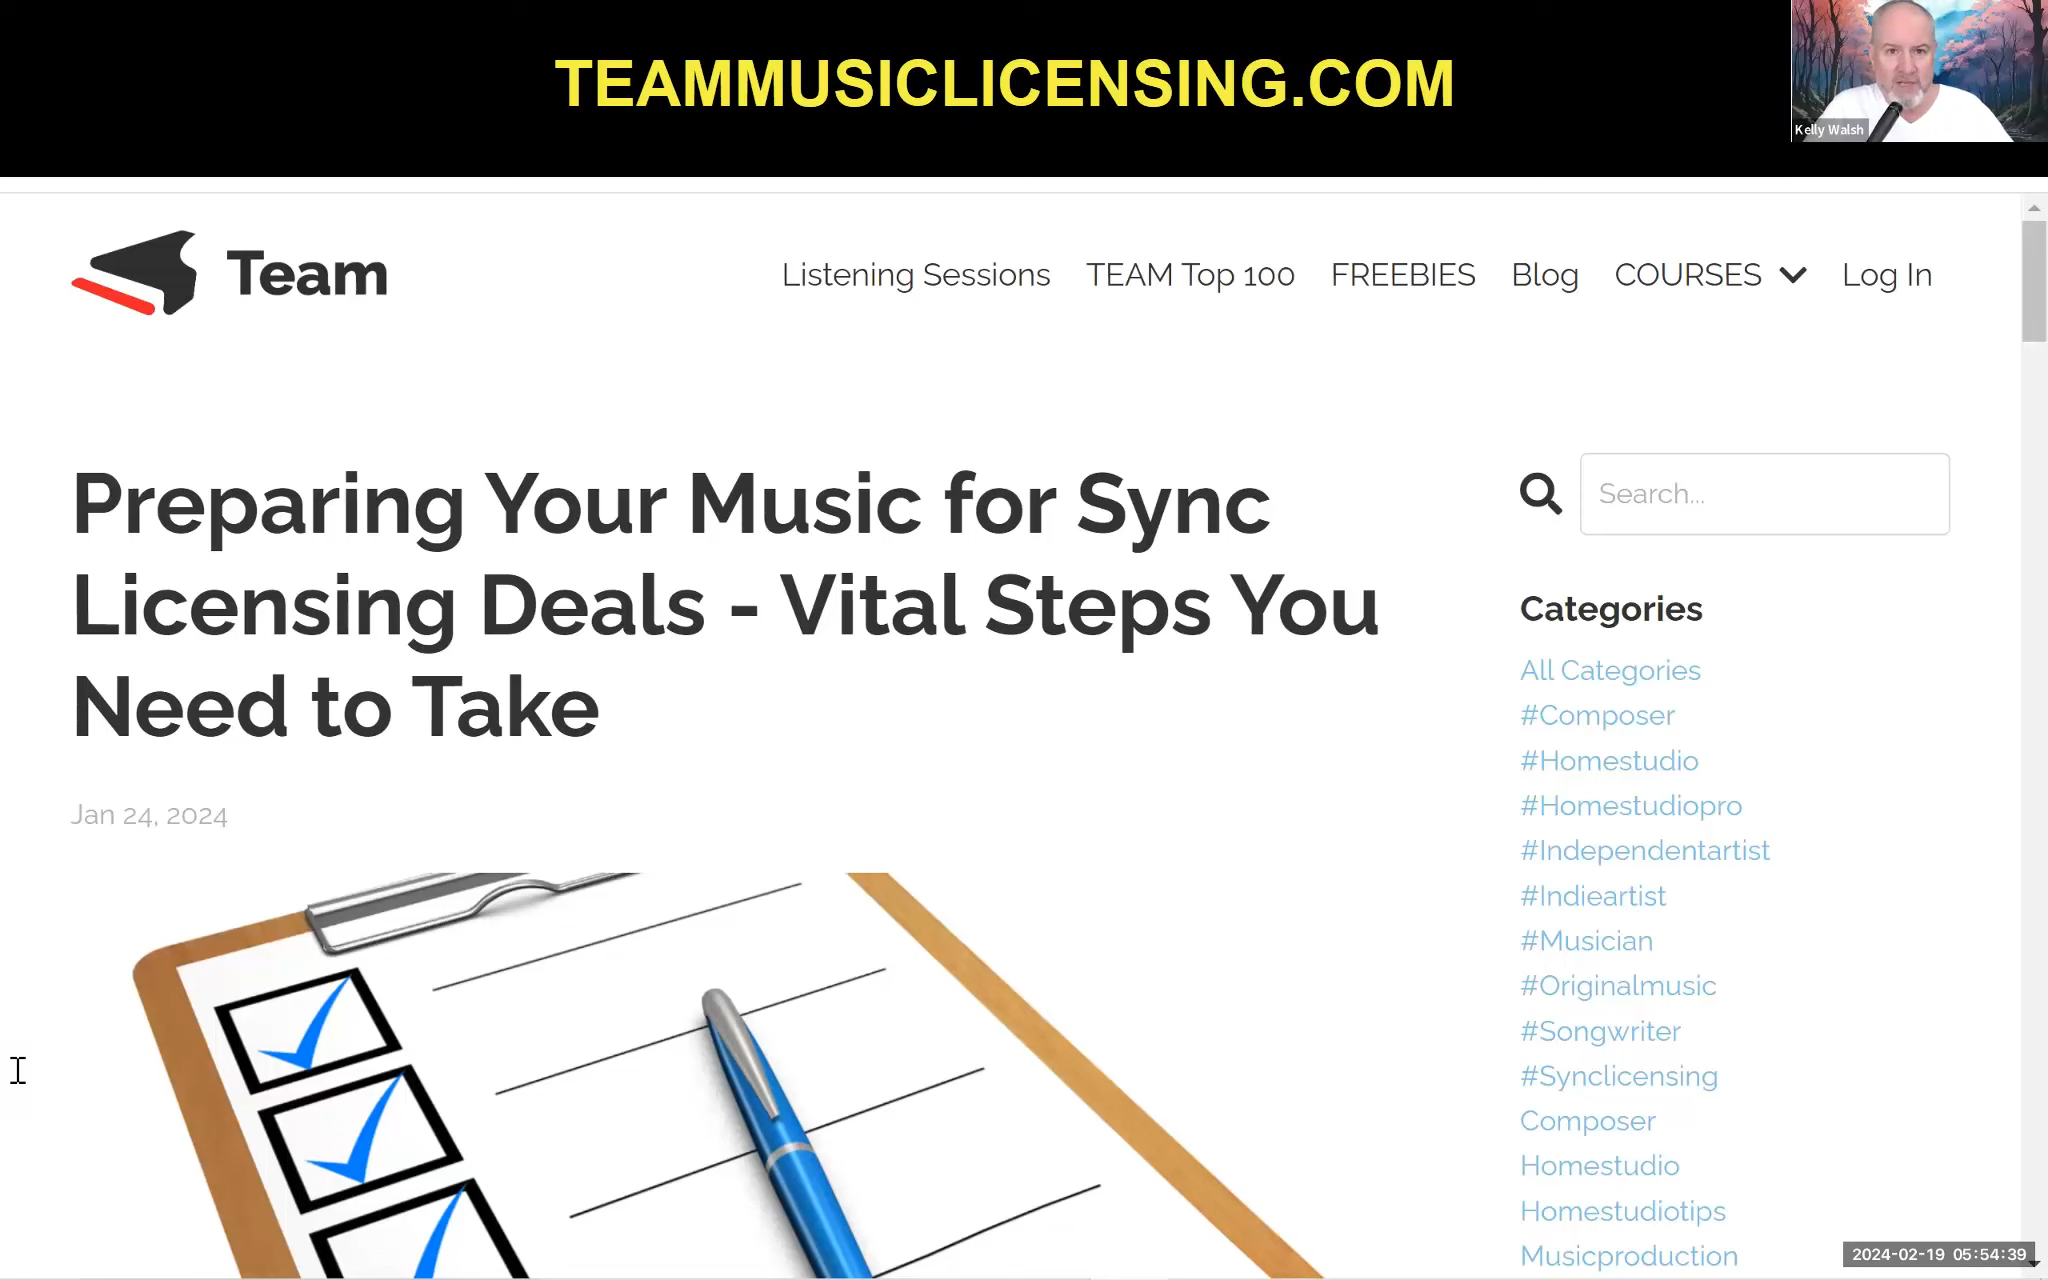 TEAMMUSICLICENSING.COM
Kelly Walsh
Team
Listening Sessions TEAM Top 100 FREEBIES Blog COURSES Log In
Preparing Your Music for Sync
Licensing Deals - Vital Steps You
Need to Take
Jan 24, 2024
Search...
Categories
All Categories
#Composer
#Homestudio
#Homestudiopro
#Independentartist
#Indieartist
#Musician
#Originalmusic
#Songwriter
#Synclicensing
Composer
Homestudio
Homestudiotips
Musicproduction
2024-02-19 05:54:39